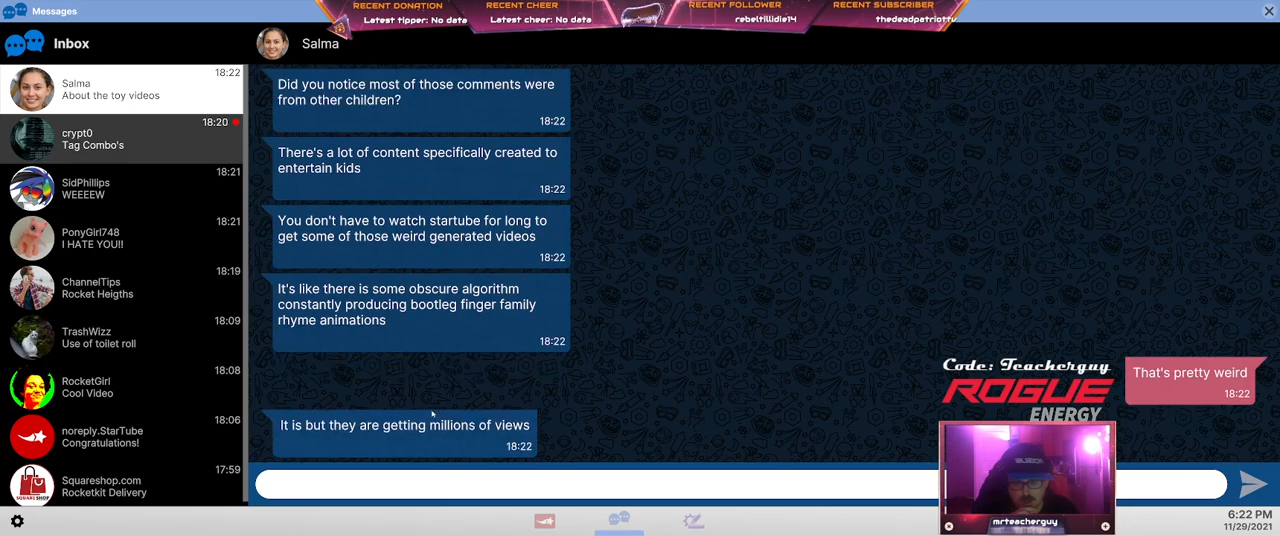 Messages
RECENT DONATION
Latest tipper: No data
RECENT CHEER
Latest cheer: No data
RECENT FOLLOWER
rebeltillidie14
RECENT SUBSCRIBER
thedeadpatriottv
Inbox
Salma
Salma
18:22
About the toy videos
crypt0
18:20
Tag Combo's
SidPhillips
18:21
WEEEEW
PonyGirl748
18:21
I HATE YOU!!
ChannelTips
18:19
Rocket Heigths
TrashWizz
18:09
Use of toilet roll
RocketGirl
18:08
Cool Video
noreply.StarTube
18:06
Congratulations!
Squareshop.com
17:59
Rocketkit Delivery
SQUARE SHOP
Did you notice most of those comments were
from other children?
18:22
There's a lot of content specifically created to
entertain kids
18:22
You don't have to watch startube for long to
get some of those weird generated videos
18:22
It's like there is some obscure algorithm
constantly producing bootleg finger family
rhyme animations
18:22
That's pretty weird
18:22
It is but they are getting millions of views
18:22
Code: Teacherguy
ROGUE
ENERGY
mrteacherguy
6:22 PM
11/29/2021